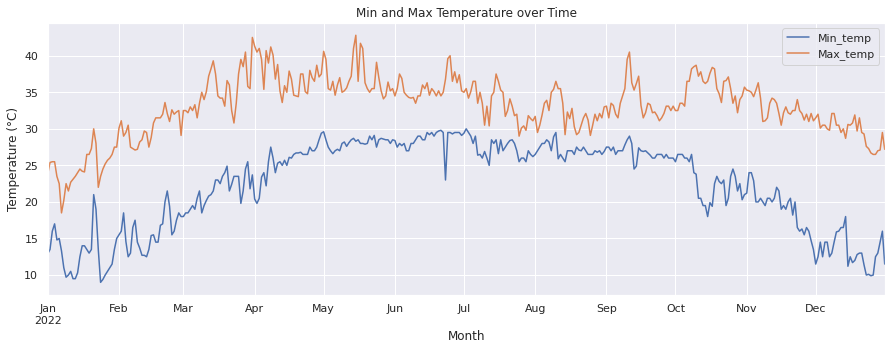 Min and Max Temperature over Time
Min_temp
Max_temp
Temperature (°C)
40
35
30
25
20
15
10
Jan Feb Mar Apr May Jun Jul Aug Sep Oct Nov Dec
2022
Month